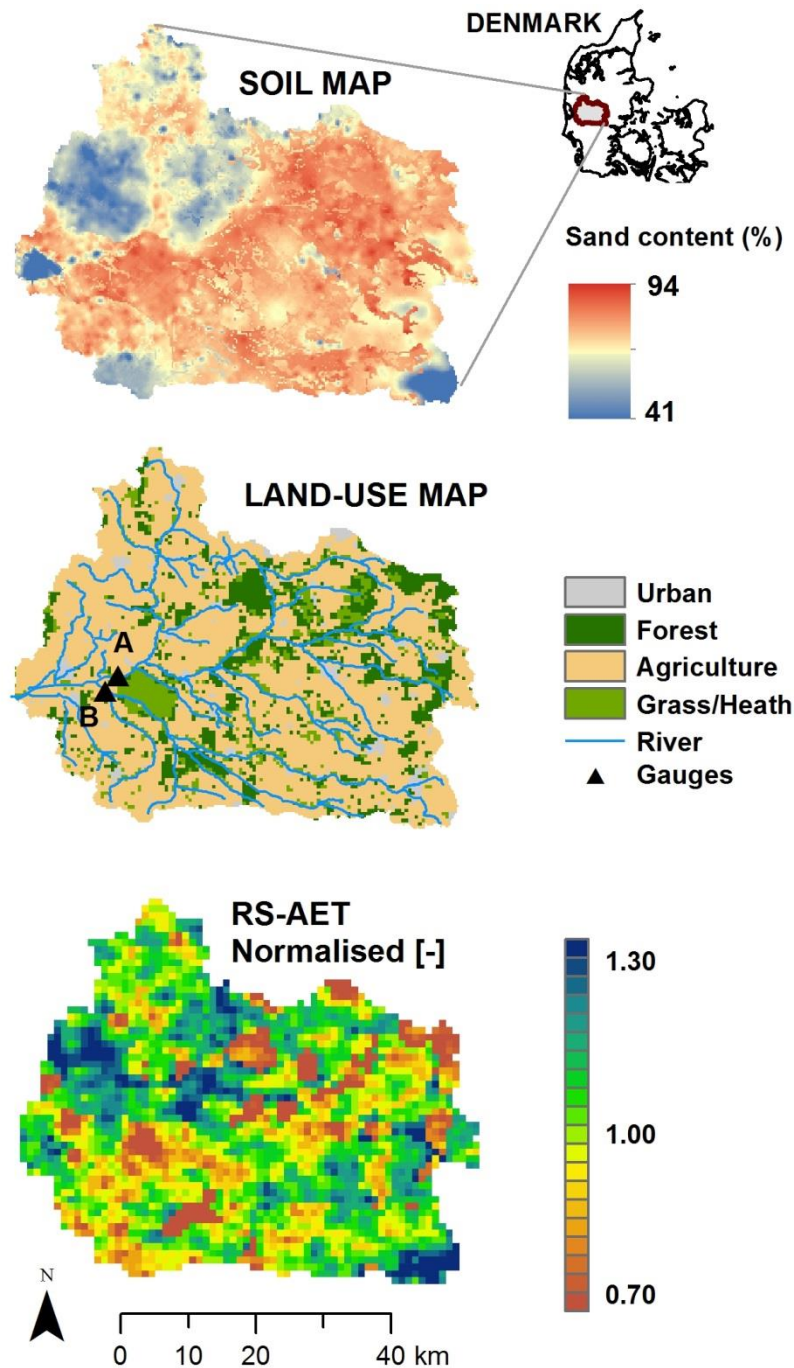 DENMARK
SOIL MAP
Sand content (%)
94
41
LAND-USE MAP
A
B
Urban
Forest
Agriculture
Grass/Heath
River
Gauges
RS-AET
Normalised [-]
1.30
1.00
0.70
N
0 10 20 40 km